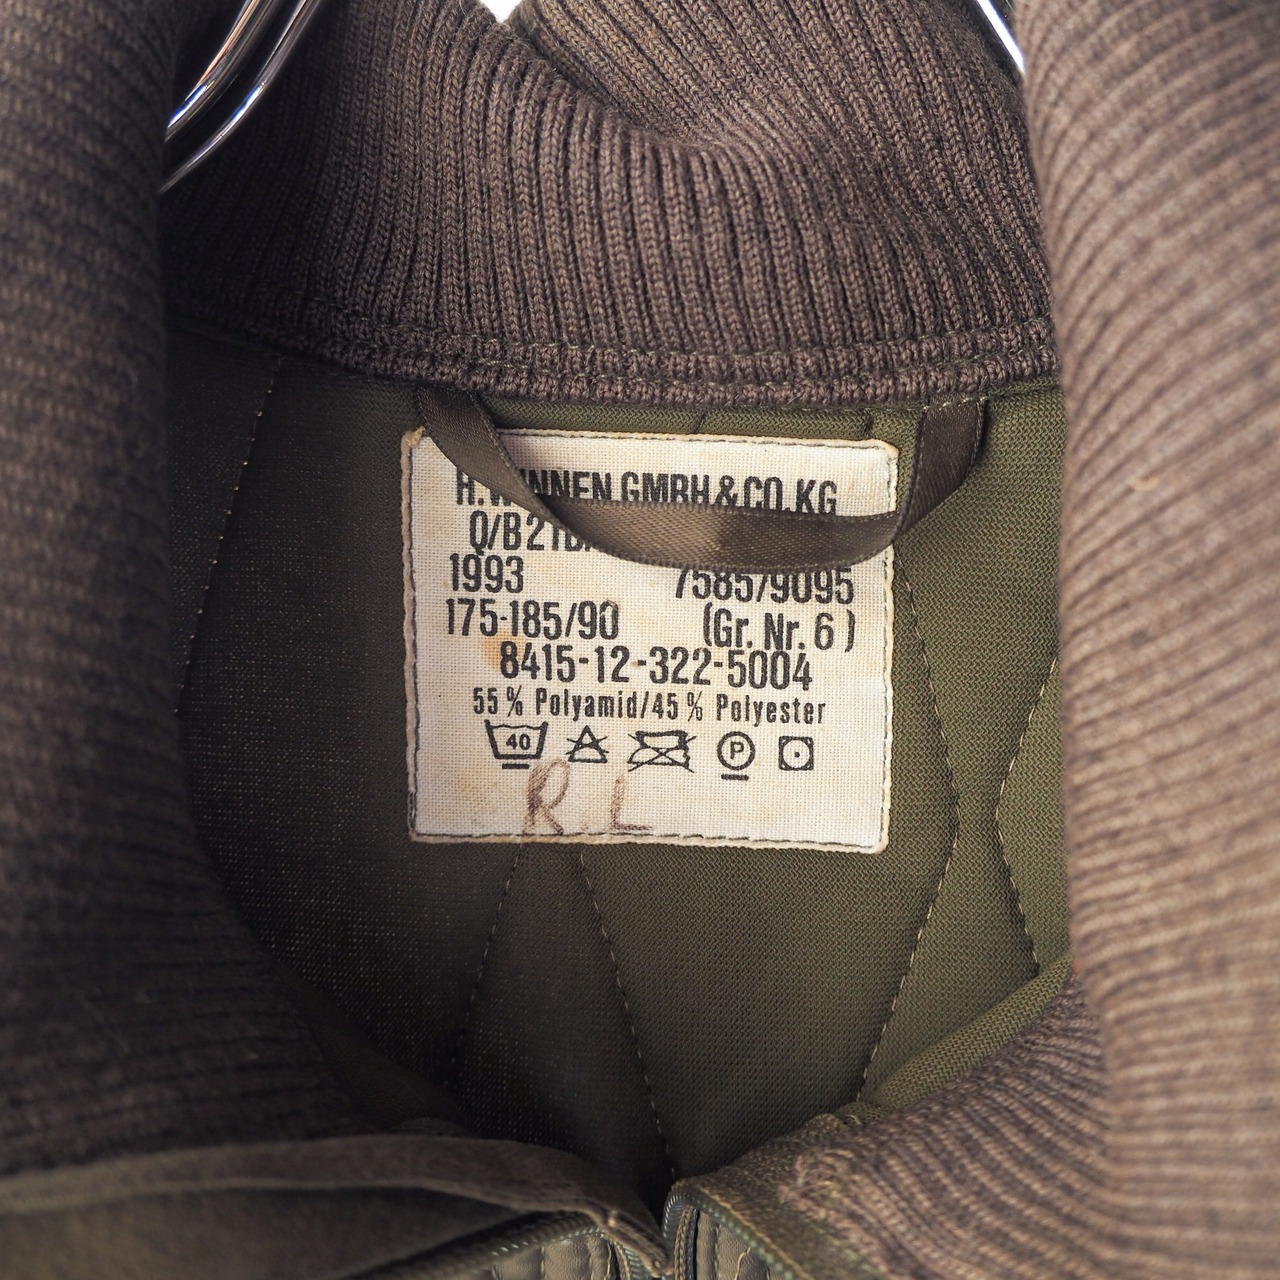 GMBH & CO. KG
1993 7585/9095
175-185/90 (Gr. Nr. 6)
8415-12-322-5004
55% Polyamid/45% Polyester
40 P
R. L